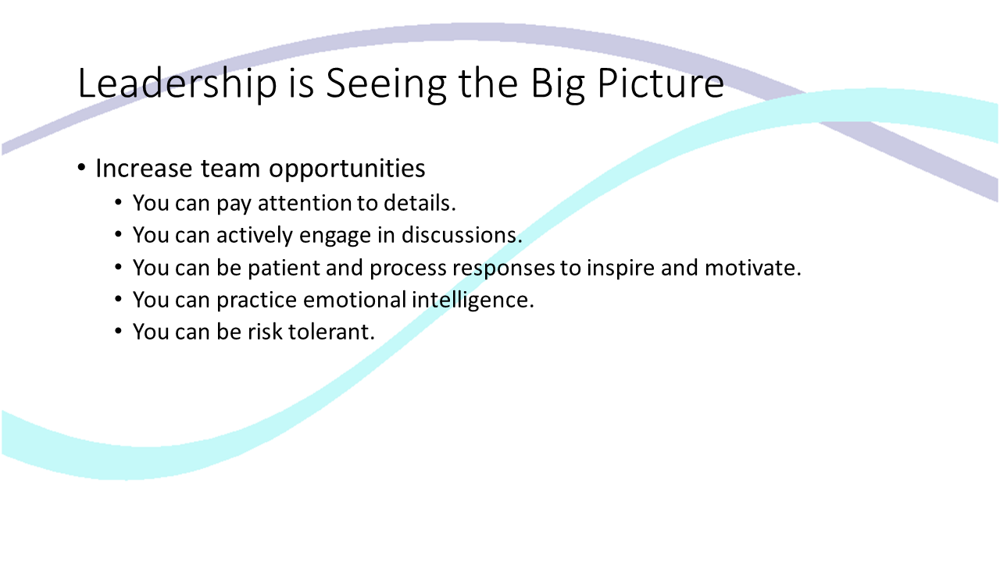 Leadership is Seeing the Big Picture
• Increase team opportunities
• You can pay attention to details.
• You can actively engage in discussions.
• You can be patient and process responses to inspire and motivate.
• You can practice emotional intelligence.
• You can be risk tolerant.